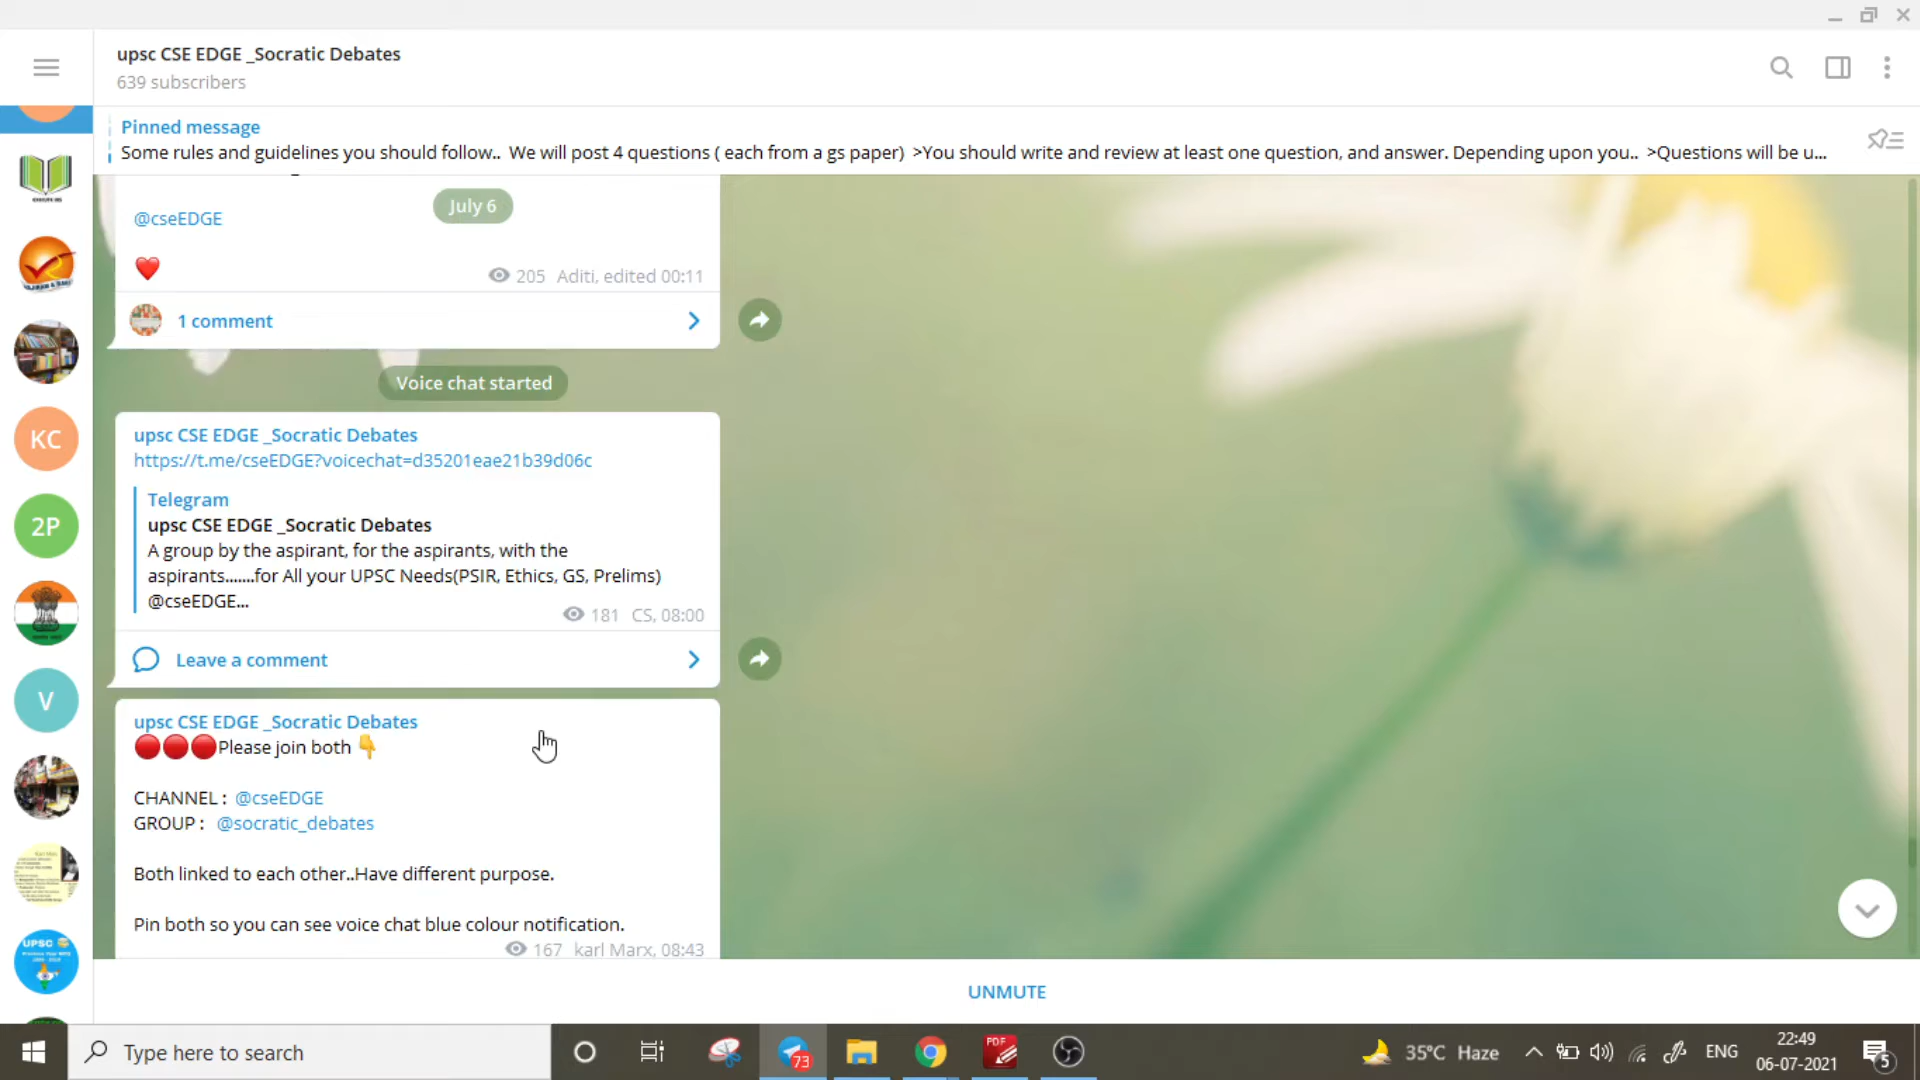 upsc CSE EDGE _Socratic Debates
639 subscribers
Pinned message
Some rules and guidelines you should follow.. We will post 4 questions ( each from a gs paper) >You should write and review at least one question, and answer. Depending upon you.. >Questions will be u...
July 6
@cseEDGE
❤️
205 Aditi, edited 00:11
1 comment
Voice chat started
upsc CSE EDGE _Socratic Debates
https://t.me/cseEDGE?voicechat=d35201eae21b39d06c
Telegram
upsc CSE EDGE _Socratic Debates
A group by the aspirant, for the aspirants, with the
aspirants.......for All your UPSC Needs(PSIR, Ethics, GS, Prelims)
@cseEDGE...
181 CS, 08:00
Leave a comment
upsc CSE EDGE _Socratic Debates
🔴🔴🔴Please join both 👇
CHANNEL : @cseEDGE
GROUP : @socratic_debates
Both linked to each other..Have different purpose.
Pin both so you can see voice chat blue colour notification.
167 karl Marx, 08:43
KC
2P
V
UPSC
UNMUTE
Type here to search
73
PDF
35°C Haze
ENG
22:49
06-07-2021
5